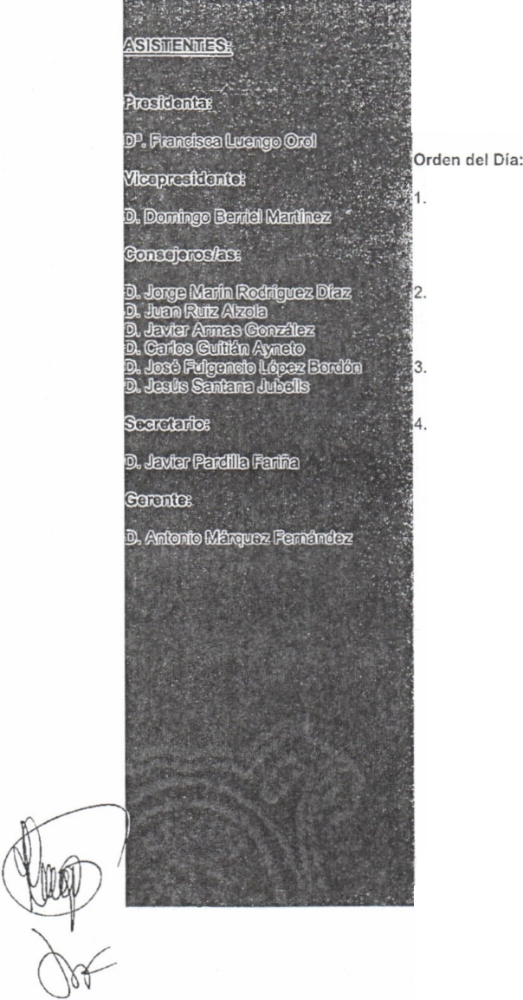 ASISTENTES:
Presidenta:
Dª. Francisca Luengo Orol
Vicepresidente:
D. Domingo Berriel Martínez
Consejeros/as:
D. Jorge Marín Rodríguez Díaz
D. Juan Ruiz Alzola
D. Javier Armas González
D. Carlos Guitián Ayneto
D. José Fulgencio López Bordón
D. Jesús Santana Jubells
Secretario:
D. Javier Pardilla Fariña
Gerente:
D. Antonio Márquez Fernández
Orden del Día:
1.
2.
3.
4.